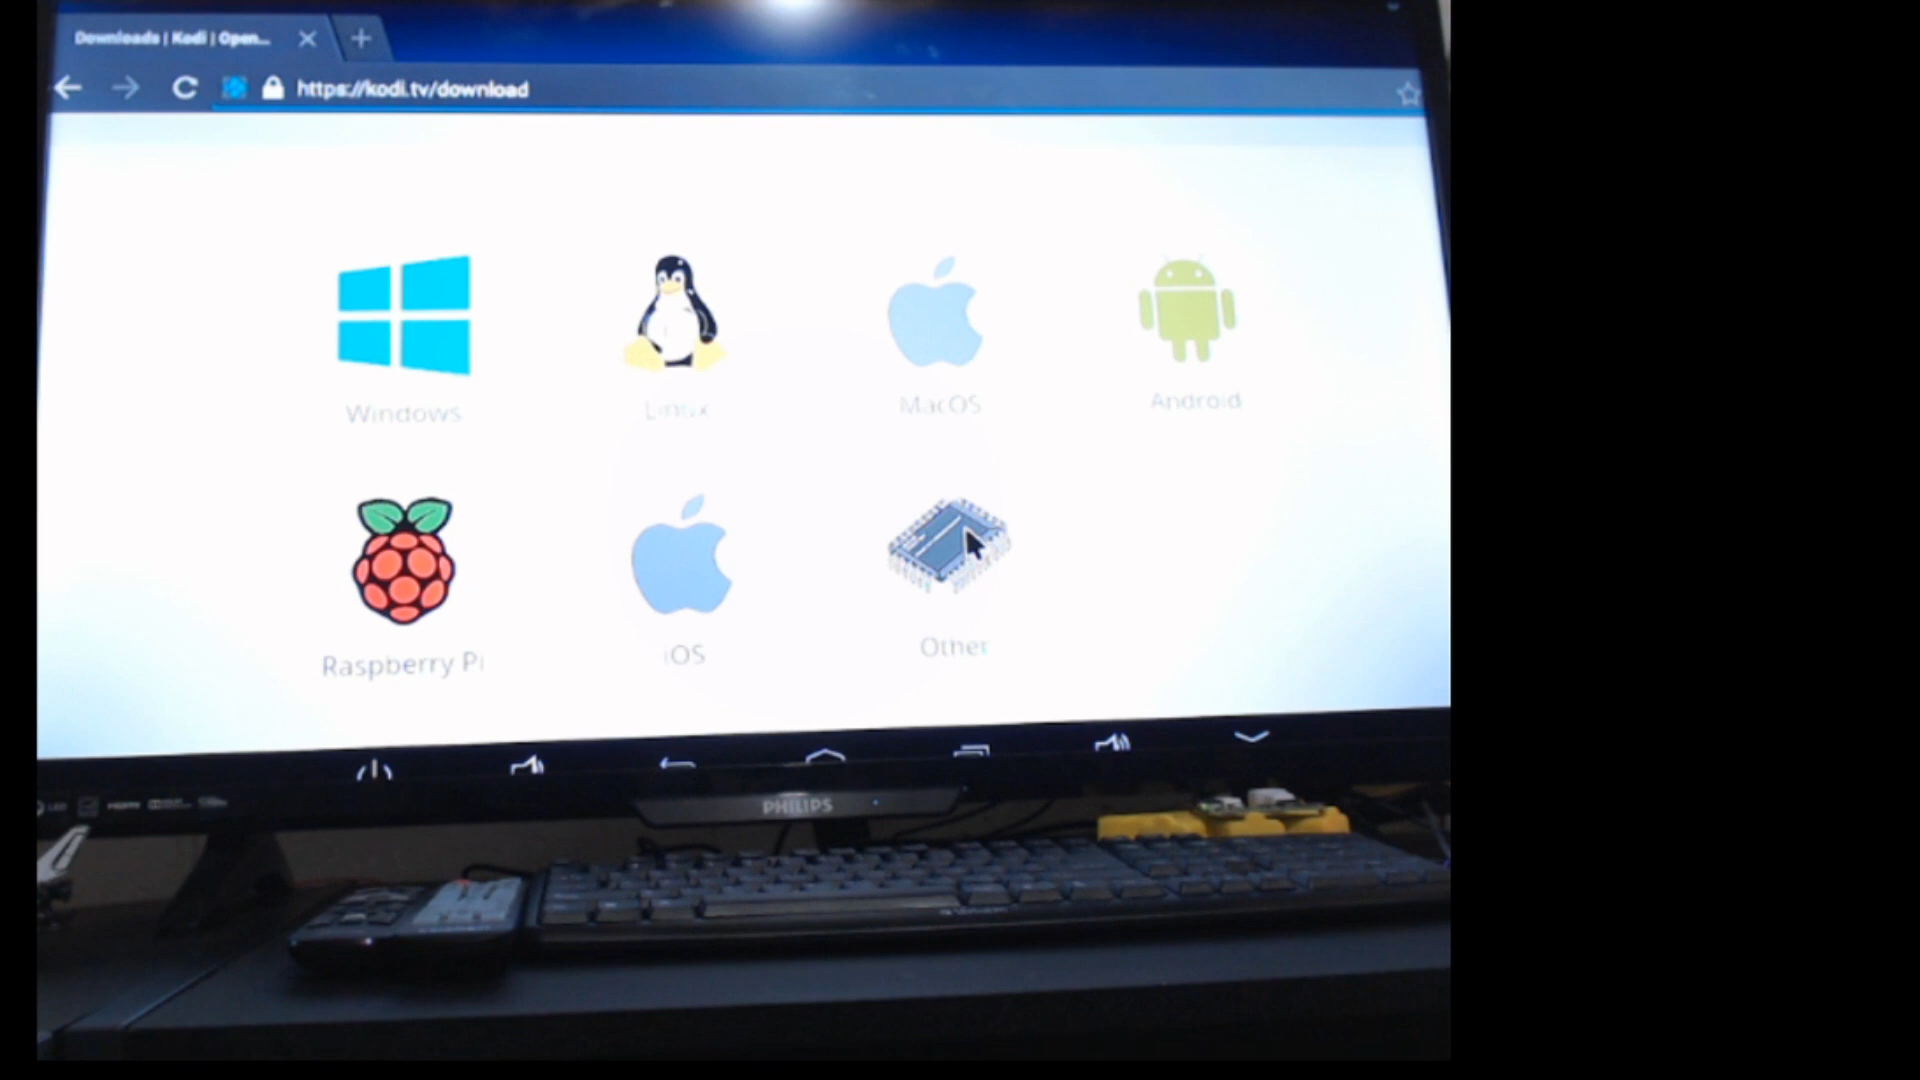 Downloads | Kodi | Open...
https://kodi.tv/download
Windows
Linux
MacOS
Android
Raspberry Pi
iOS
Other
PHILIPS